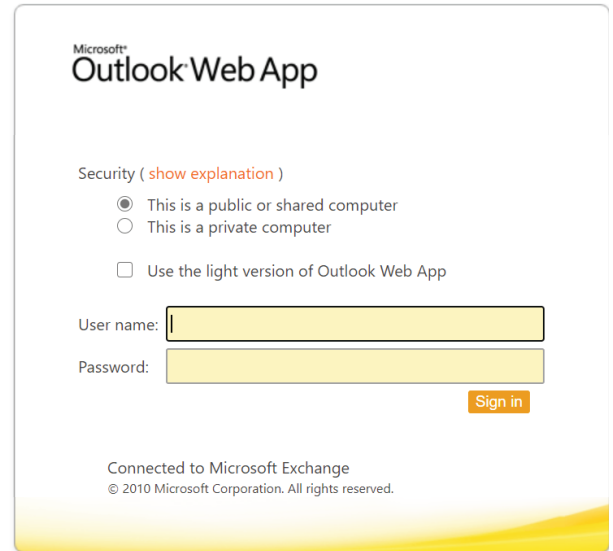 Microsoft®
Outlook® Web App
Security ( show explanation )
This is a public or shared computer
This is a private computer
Use the light version of Outlook Web App
User name:
Password:
Sign in
Connected to Microsoft Exchange
© 2010 Microsoft Corporation. All rights reserved.